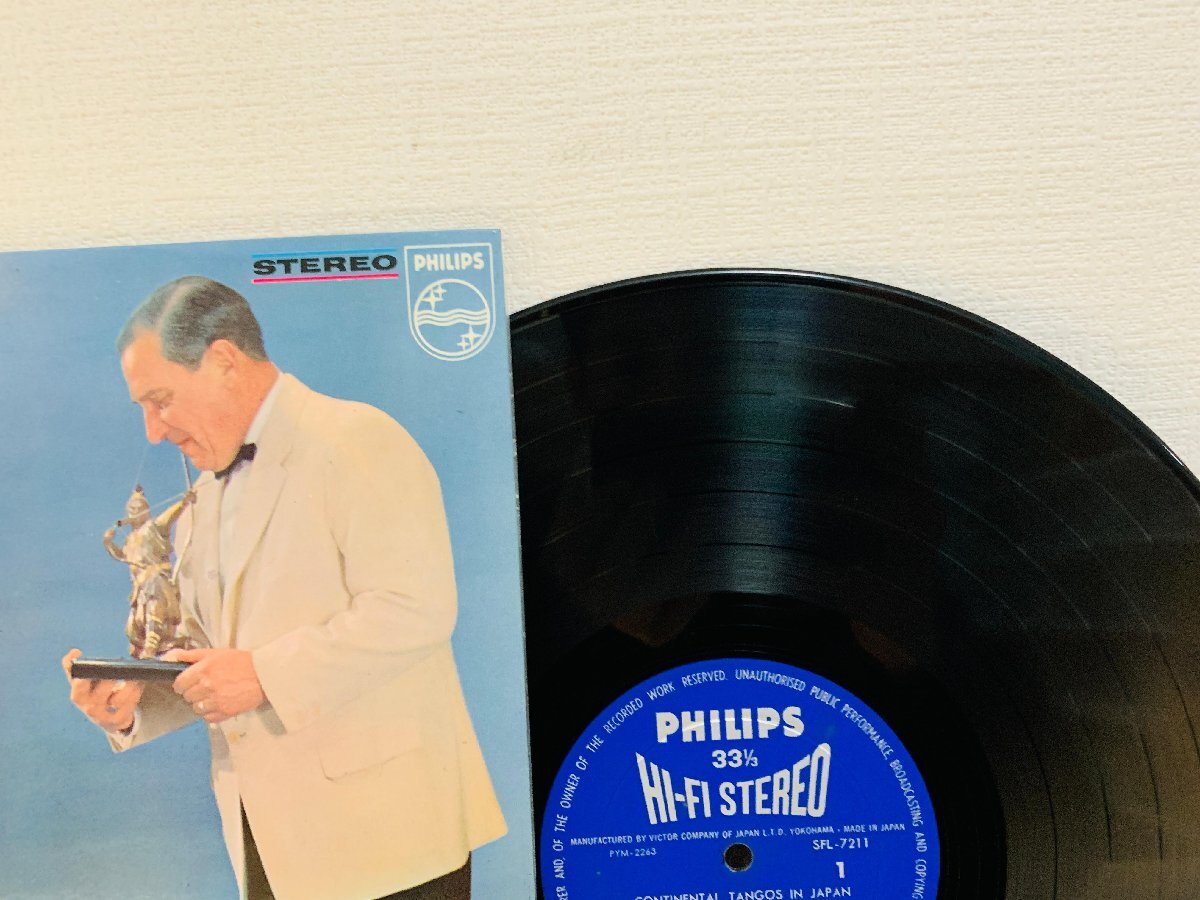 STEREO
PHILIPS
OF THE OWNER OF THE RECORDED WORK RESERVED. UNAUTHORISED PUBLIC PERFORMANCE, BROADCASTING AND COPYING
PHILIPS
33⅓
HI-FI STEREO
MANUFACTURED BY VICTOR COMPANY OF JAPAN L.T.D. YOKOHAMA - MADE IN JAPAN
PYM-2263
SFL-7211
1
CONTINENTAL TANGOS IN JAPAN